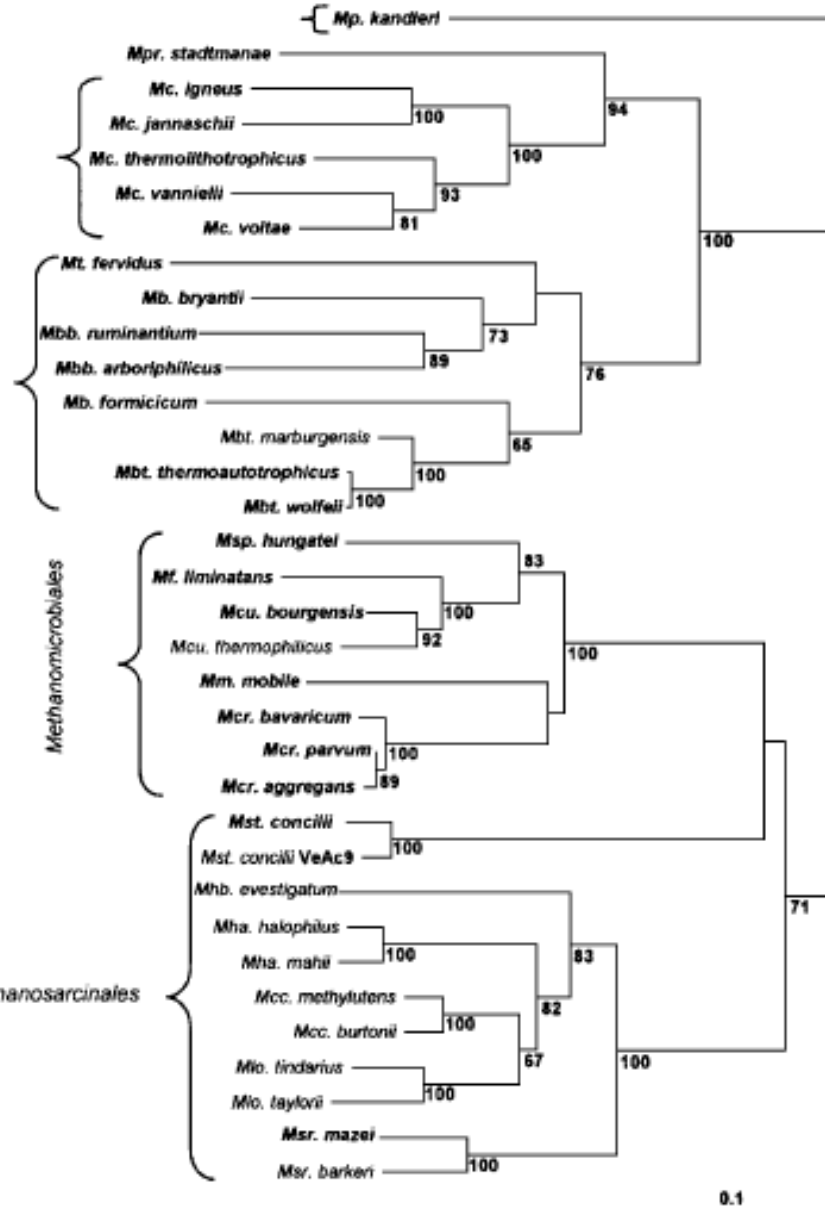 Mp. kandleri
Mpr. stadtmanae
Mc. igneus
100
Mc. jannaschii
94
100
Mc. thermolithotrophicus
93
Mc. vannielii
81
Mc. voltae
100
Mt. fervidus
Mb. bryantii
73
Mbb. ruminantium
89
Mbb. arboriphilicus
76
Mb. formicicum
65
Mbt. marburgensis
100
Mbt. thermoautotrophicus
100
Mbt. wolfeii
Methanomicrobiales
Msp. hungatei
83
Mf. liminatans
100
Mcu. bourgensis
92
Mcu. thermophilicus
100
Mm. mobile
Mcr. bavaricum
100
Mcr. parvum
89
Mcr. aggregans
Mst. concilii
100
Mst. concilii VeAc9
Mhb. evestigatum
71
Mha. halophilus
100
83
Mha. mahii
hanosarcinales
Mcc. methylutens
82
100
Mcc. burtonii
67
100
Mlo. tindarius
100
Mlo. taylorii
Msr. mazei
100
Msr. barkeri
0.1